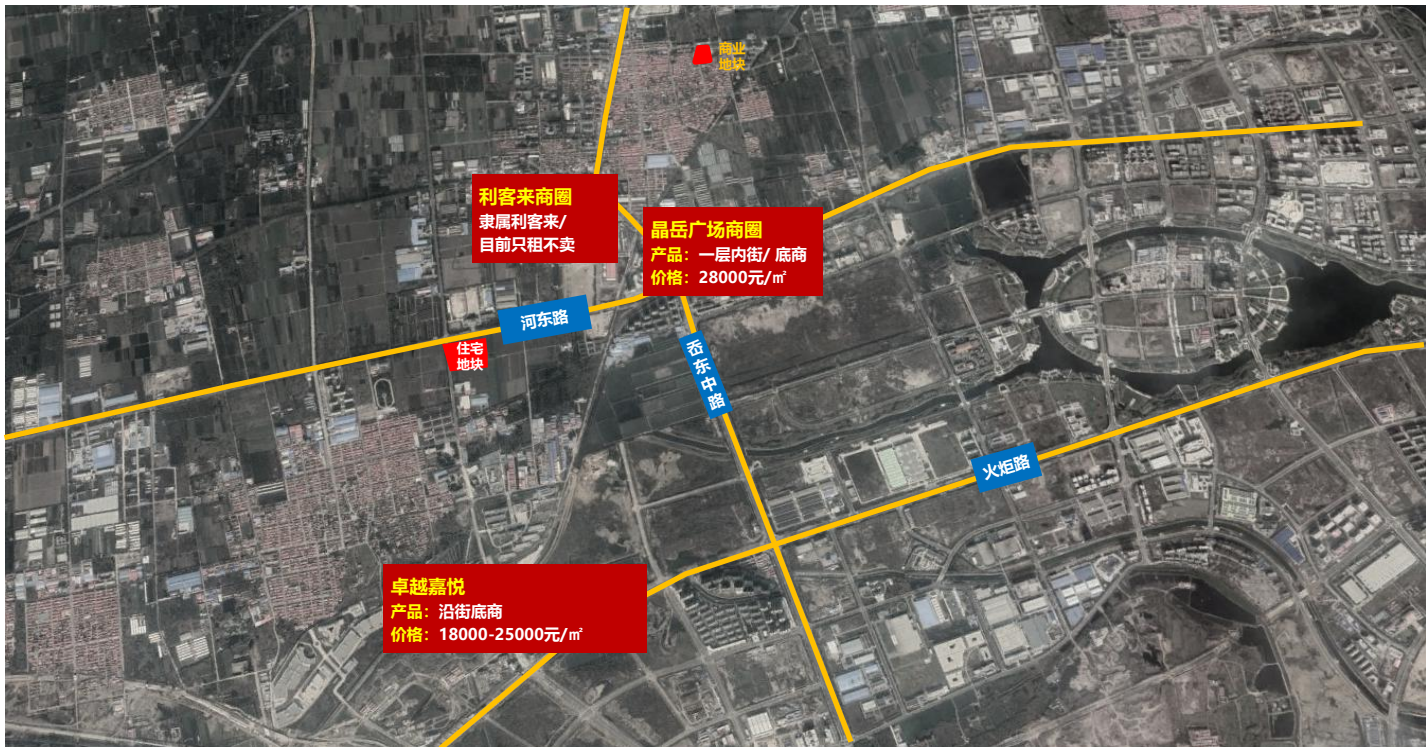 商业
地块
利客来商圈
隶属利客来/
目前只租不卖
晶岳广场商圈
产品：一层内街/ 底商
价格：28000元/㎡
河东路
住宅
地块
岙东中路
火炬路
卓越嘉悦
产品：沿街底商
价格：18000-25000元/㎡